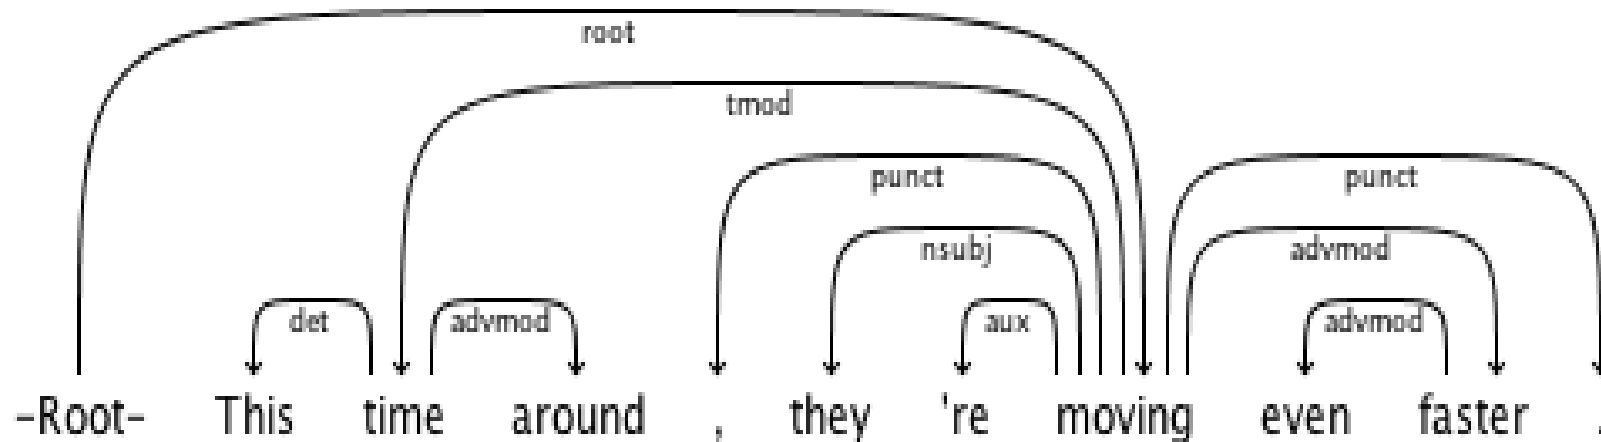 root
tmod
punct punct
nsubj advmod
det advmod aux advmod
-Root- This time around , they 're moving even faster .